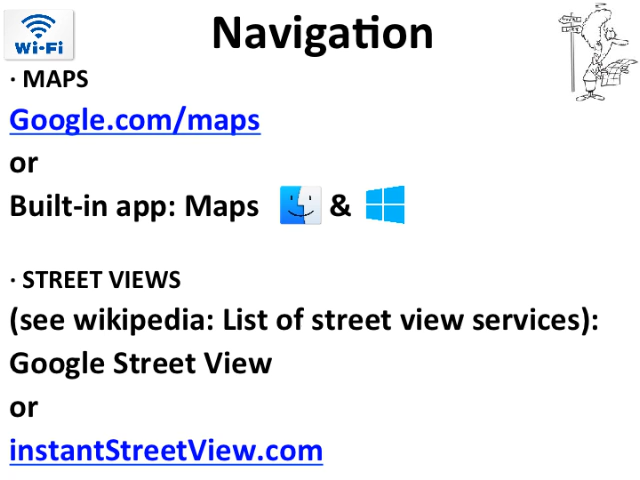 Wi-Fi
Navigation
· MAPS
Google.com/maps
or
Built-in app: Maps &
· STREET VIEWS
(see wikipedia: List of street view services):
Google Street View
or
instantStreetView.com